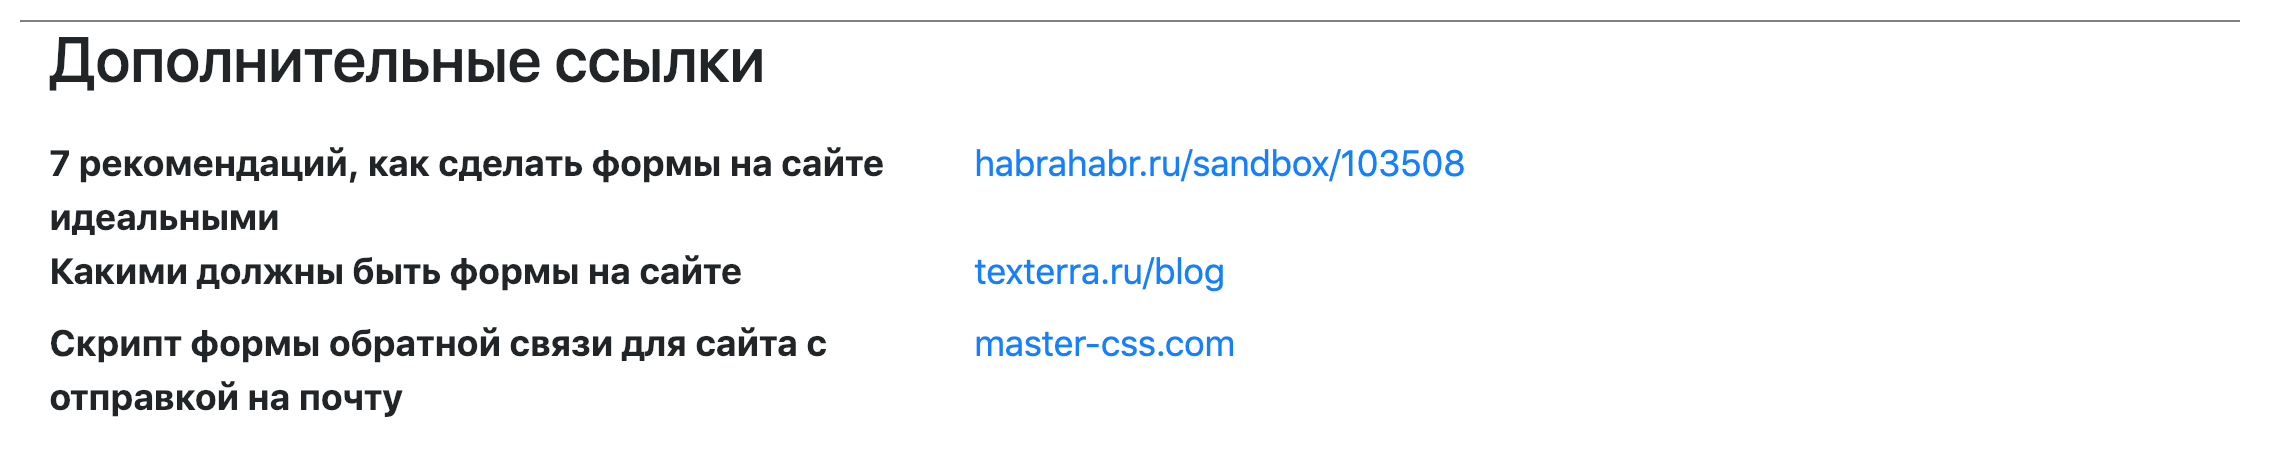 Дополнительные ссылки
7 рекомендаций, как сделать формы на сайте habrahabr.ru/sandbox/103508
идеальными
Какими должны быть формы на сайте texterra.ru/blog
Скрипт формы обратной связи для сайта с master-css.com
отправкой на почту